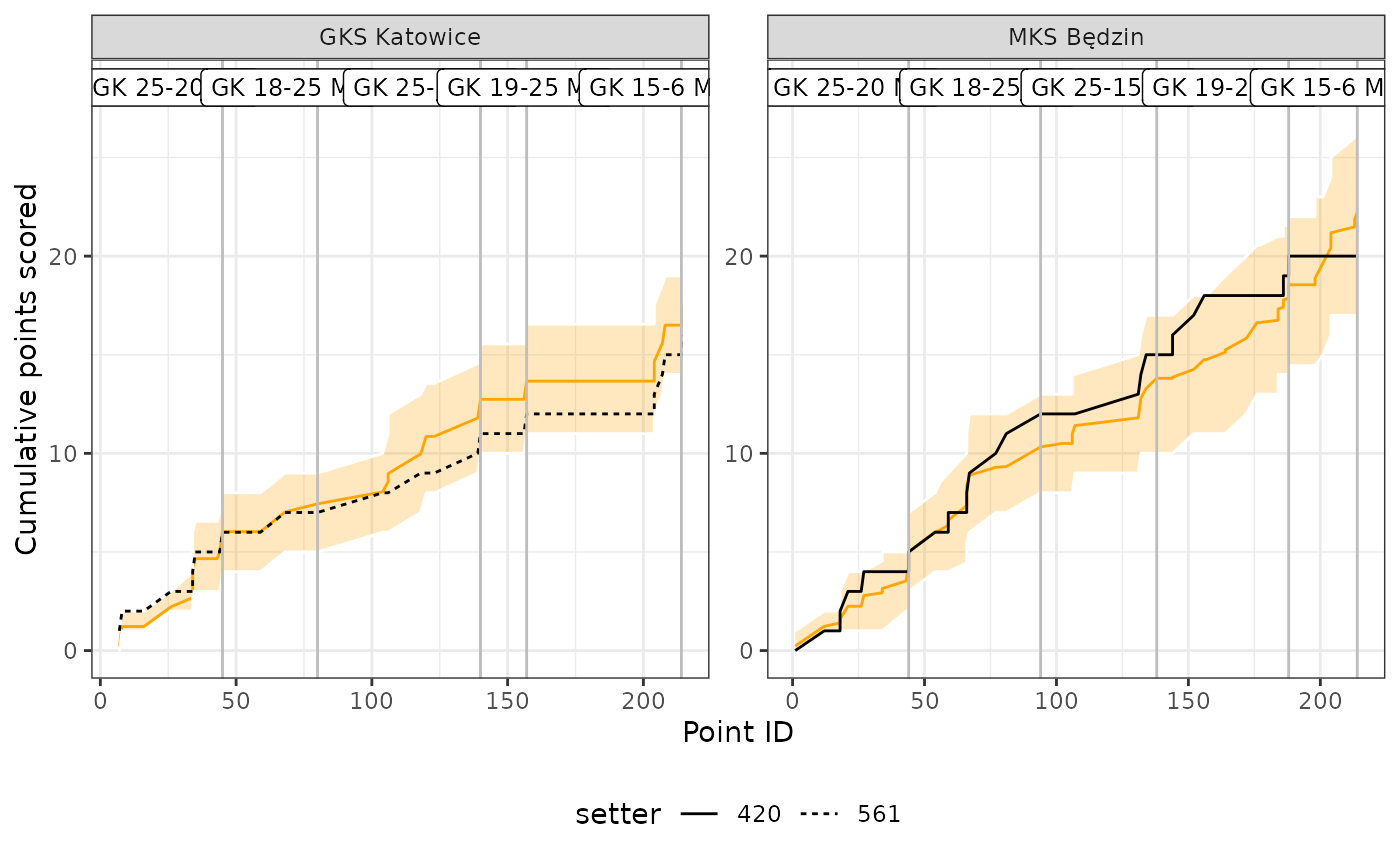 GKS Katowice
MKS Będzin
GK 25-20 GK 18-25 M GK 25- GK 19-25 M GK 15-6 M
GK 25-20 GK 18-25 GK 25-15 GK 19-2 GK 15-6 M
Cumulative points scored
20
10
0
20
10
0
0 50 100 150 200
0 50 100 150 200
Point ID
setter 420 561